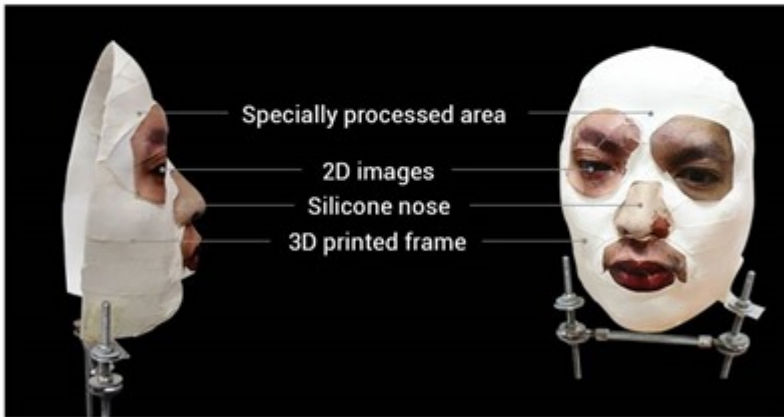 Specially processed area
2D images
Silicone nose
3D printed frame